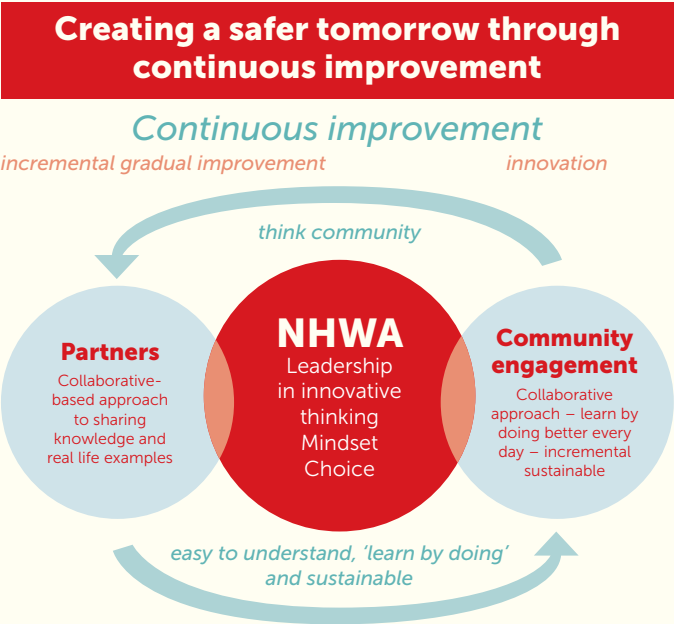 Creating a safer tomorrow through
continuous improvement
Continuous improvement
incremental gradual improvement
innovation
think community
Partners
Collaborative-
based approach
to sharing
knowledge and
real life examples
NHWA
Leadership
in innovative
thinking
Mindset
Choice
Community
engagement
Collaborative
approach – learn by
doing better every
day – incremental
sustainable
easy to understand, ‘learn by doing’
and sustainable